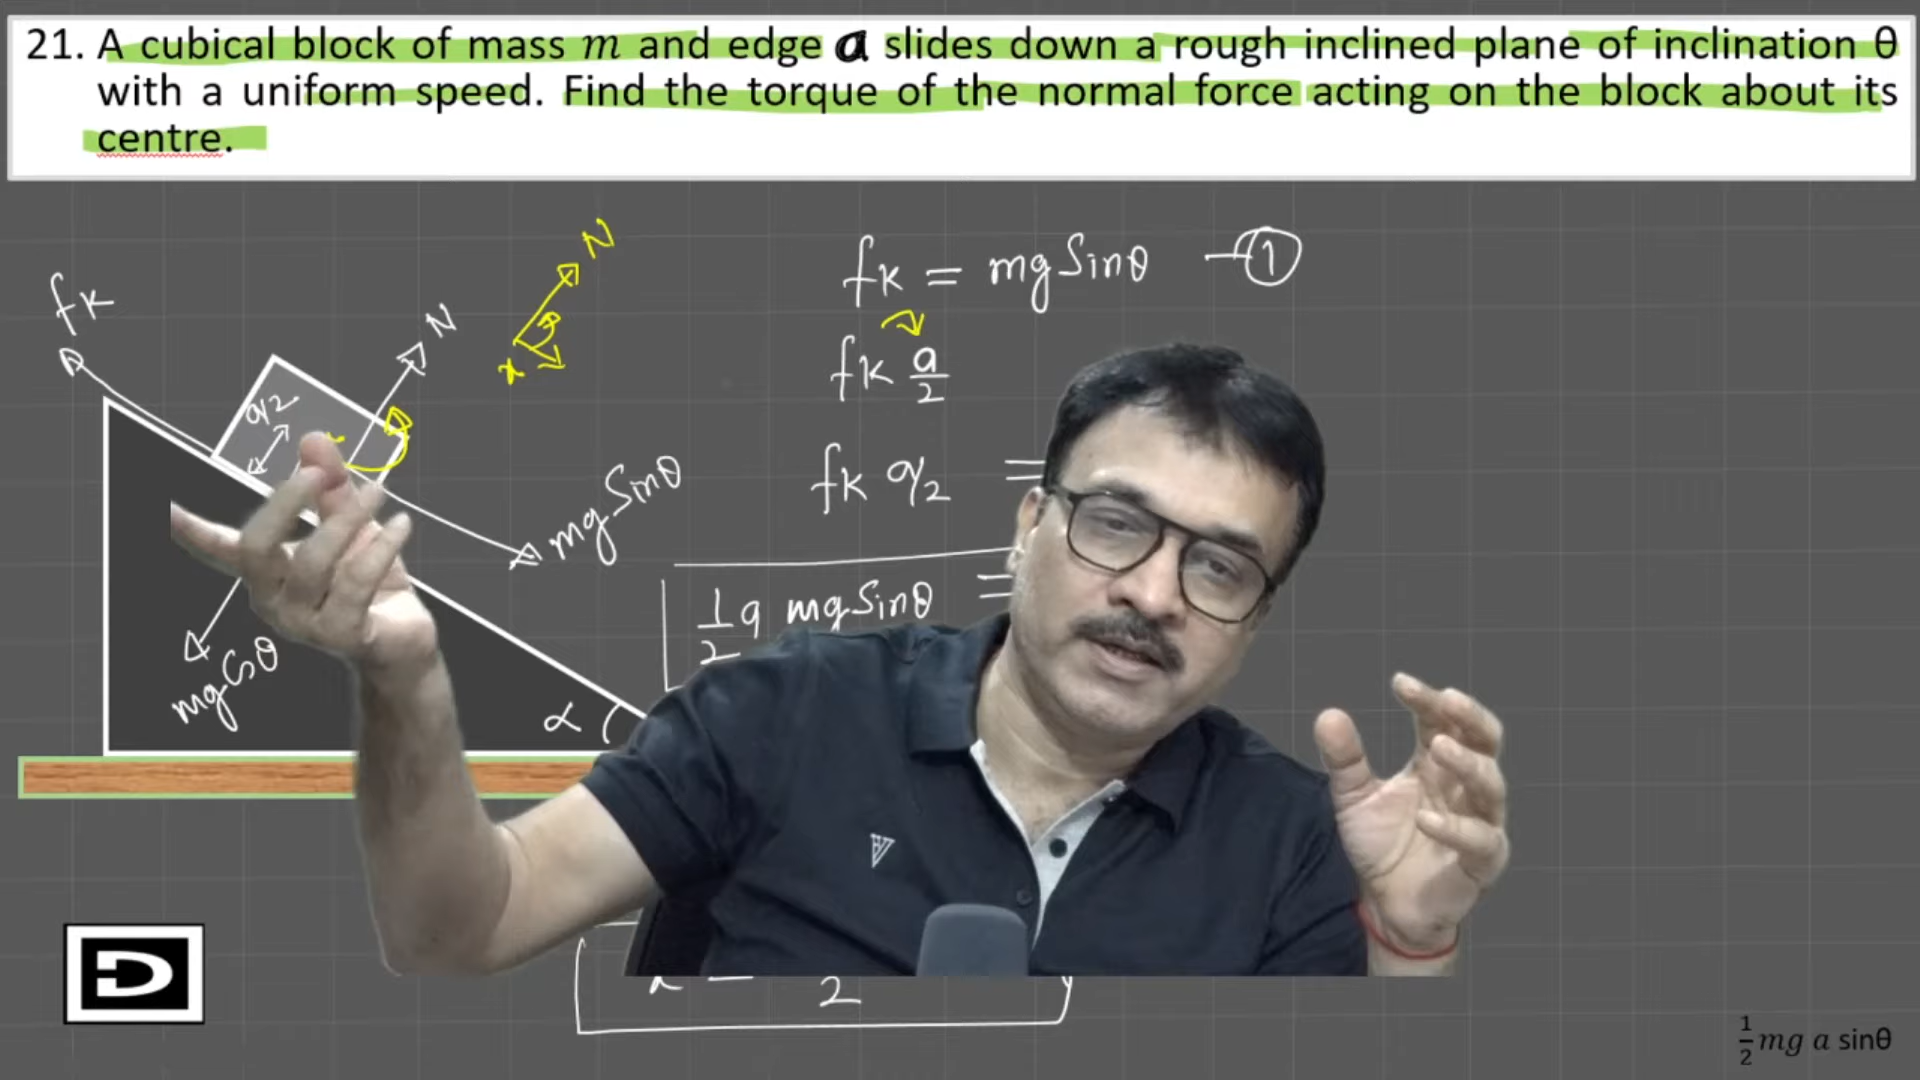 21. A cubical block of mass m and edge a slides down a rough inclined plane of inclination θ
with a uniform speed. Find the torque of the normal force acting on the block about its
centre.
N
fk = mg Sinθ —①
fk
N
x
fk a/2
a/2
mg Sinθ
fk a/2 =
1/2 a mg Sinθ =
mg Cosθ
α
D
2
1/2 mg a sinθ